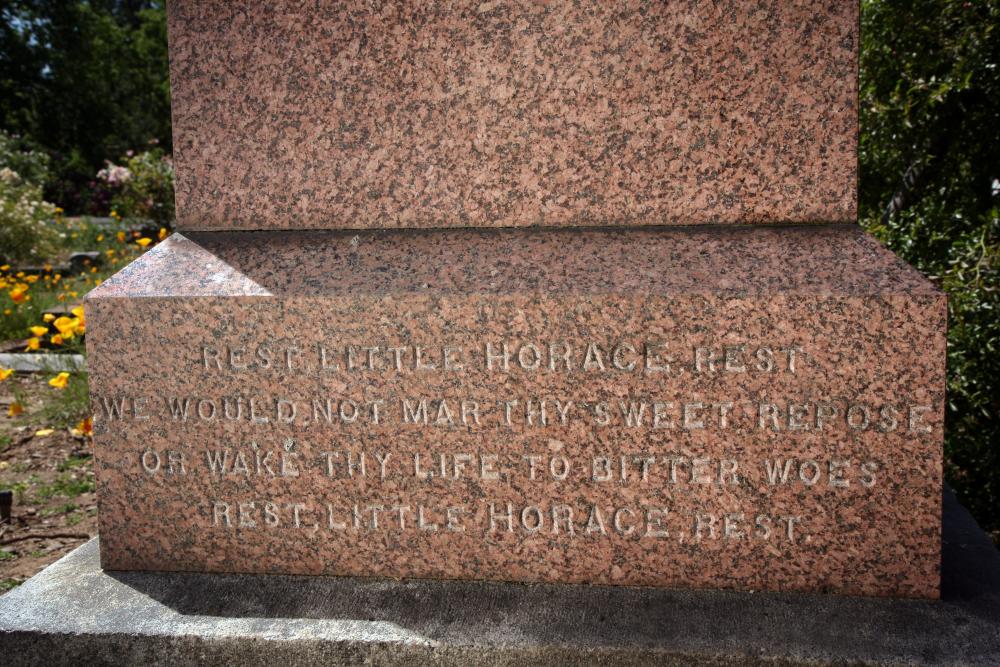 REST, LITTLE HORACE, REST
WE WOULD, NOT MAR THY SWEET REPOSE
OR WAKE THY LIFE TO BITTER WOES
REST, LITTLE HORACE, REST.